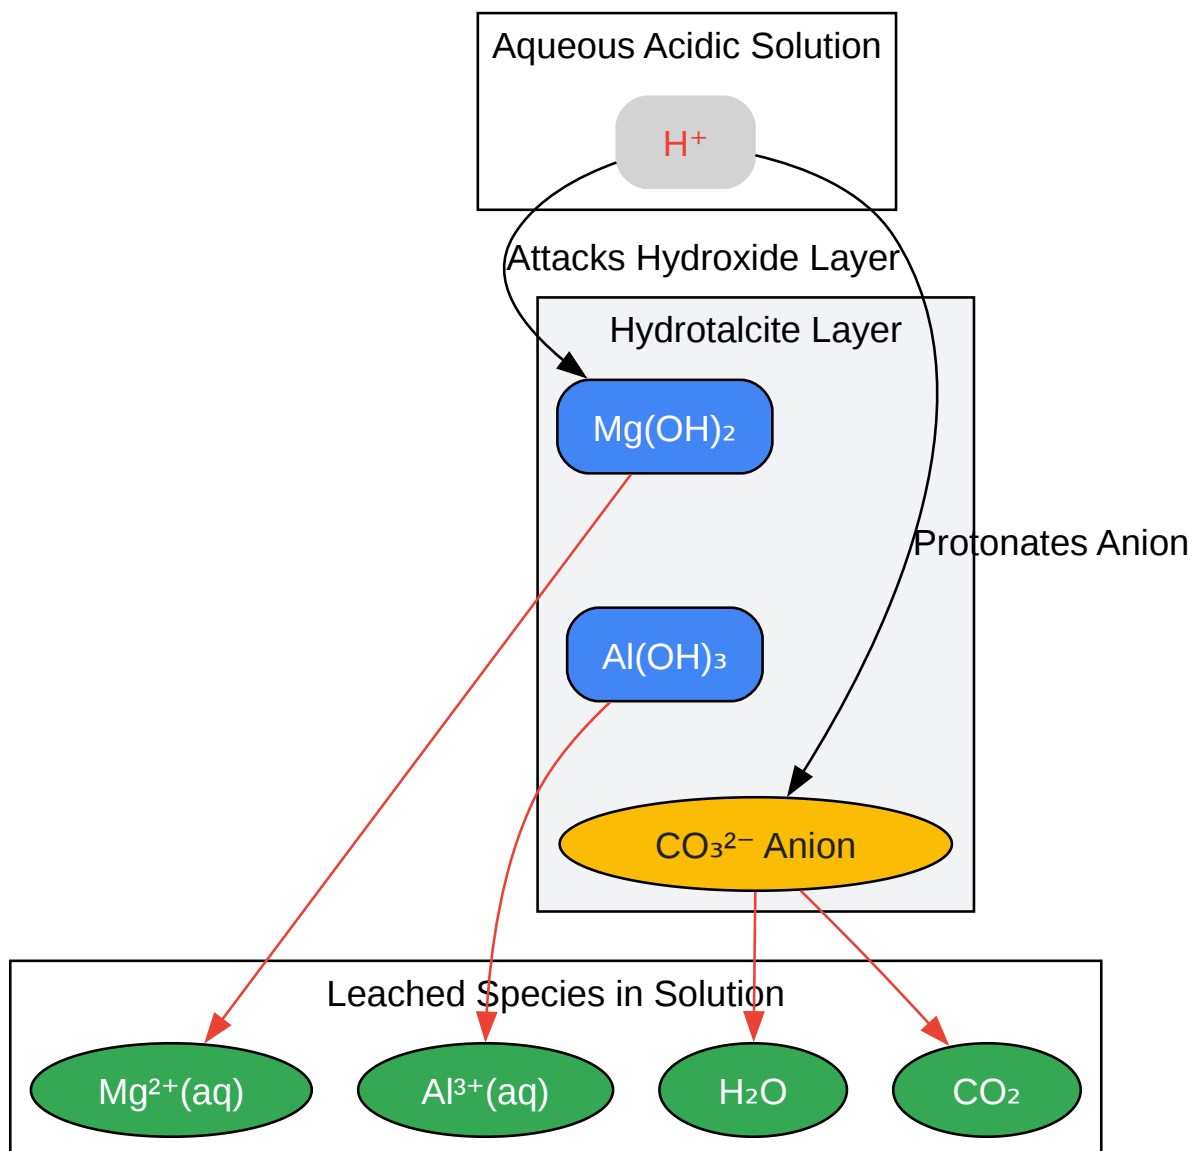 Aqueous Acidic Solution
H⁺
Attacks Hydroxide Layer
Hydrotalcite Layer
Mg(OH)₂
Protonates Anion
Al(OH)₃
CO₃²⁻ Anion
Leached Species in Solution
Mg²⁺(aq)
Al³⁺(aq)
H₂O
CO₂